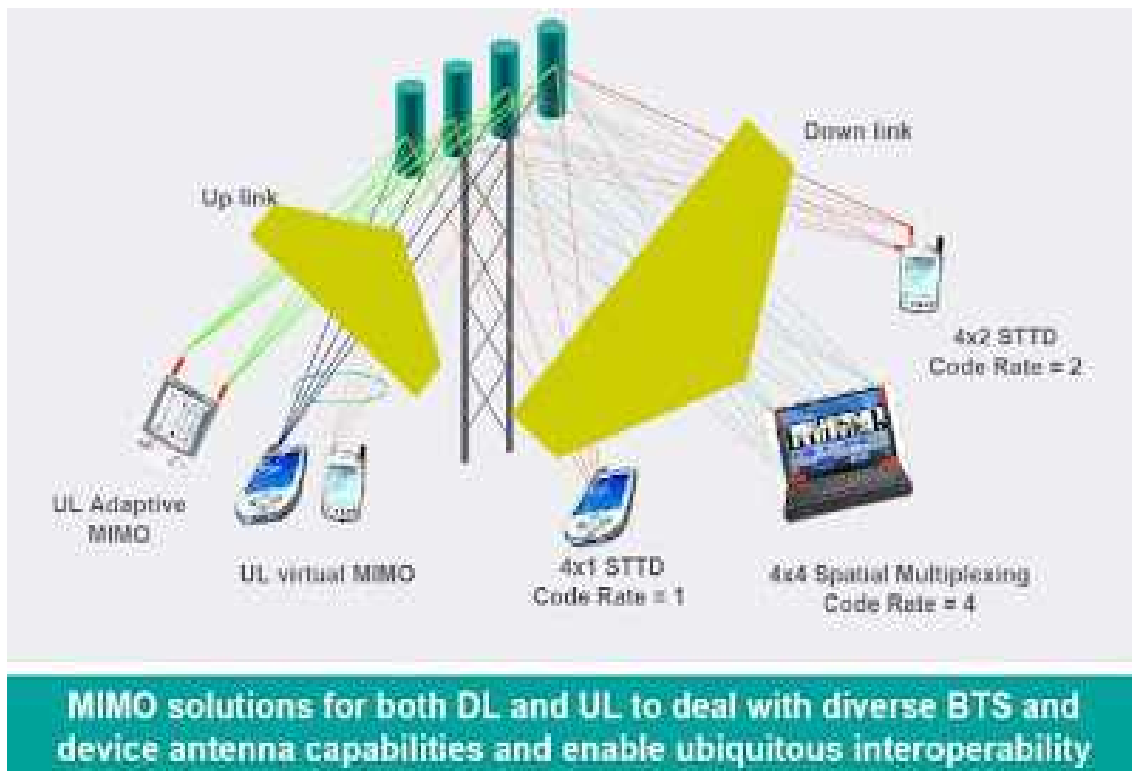 Down link
Up link
4x2 STTD
Code Rate = 2
UL Adaptive
MIMO
UL virtual MIMO
4x1 STTD
Code Rate = 1
4x4 Spatial Multiplexing
Code Rate = 4
MIMO solutions for both DL and UL to deal with diverse BTS and
device antenna capabilities and enable ubiquitous interoperability